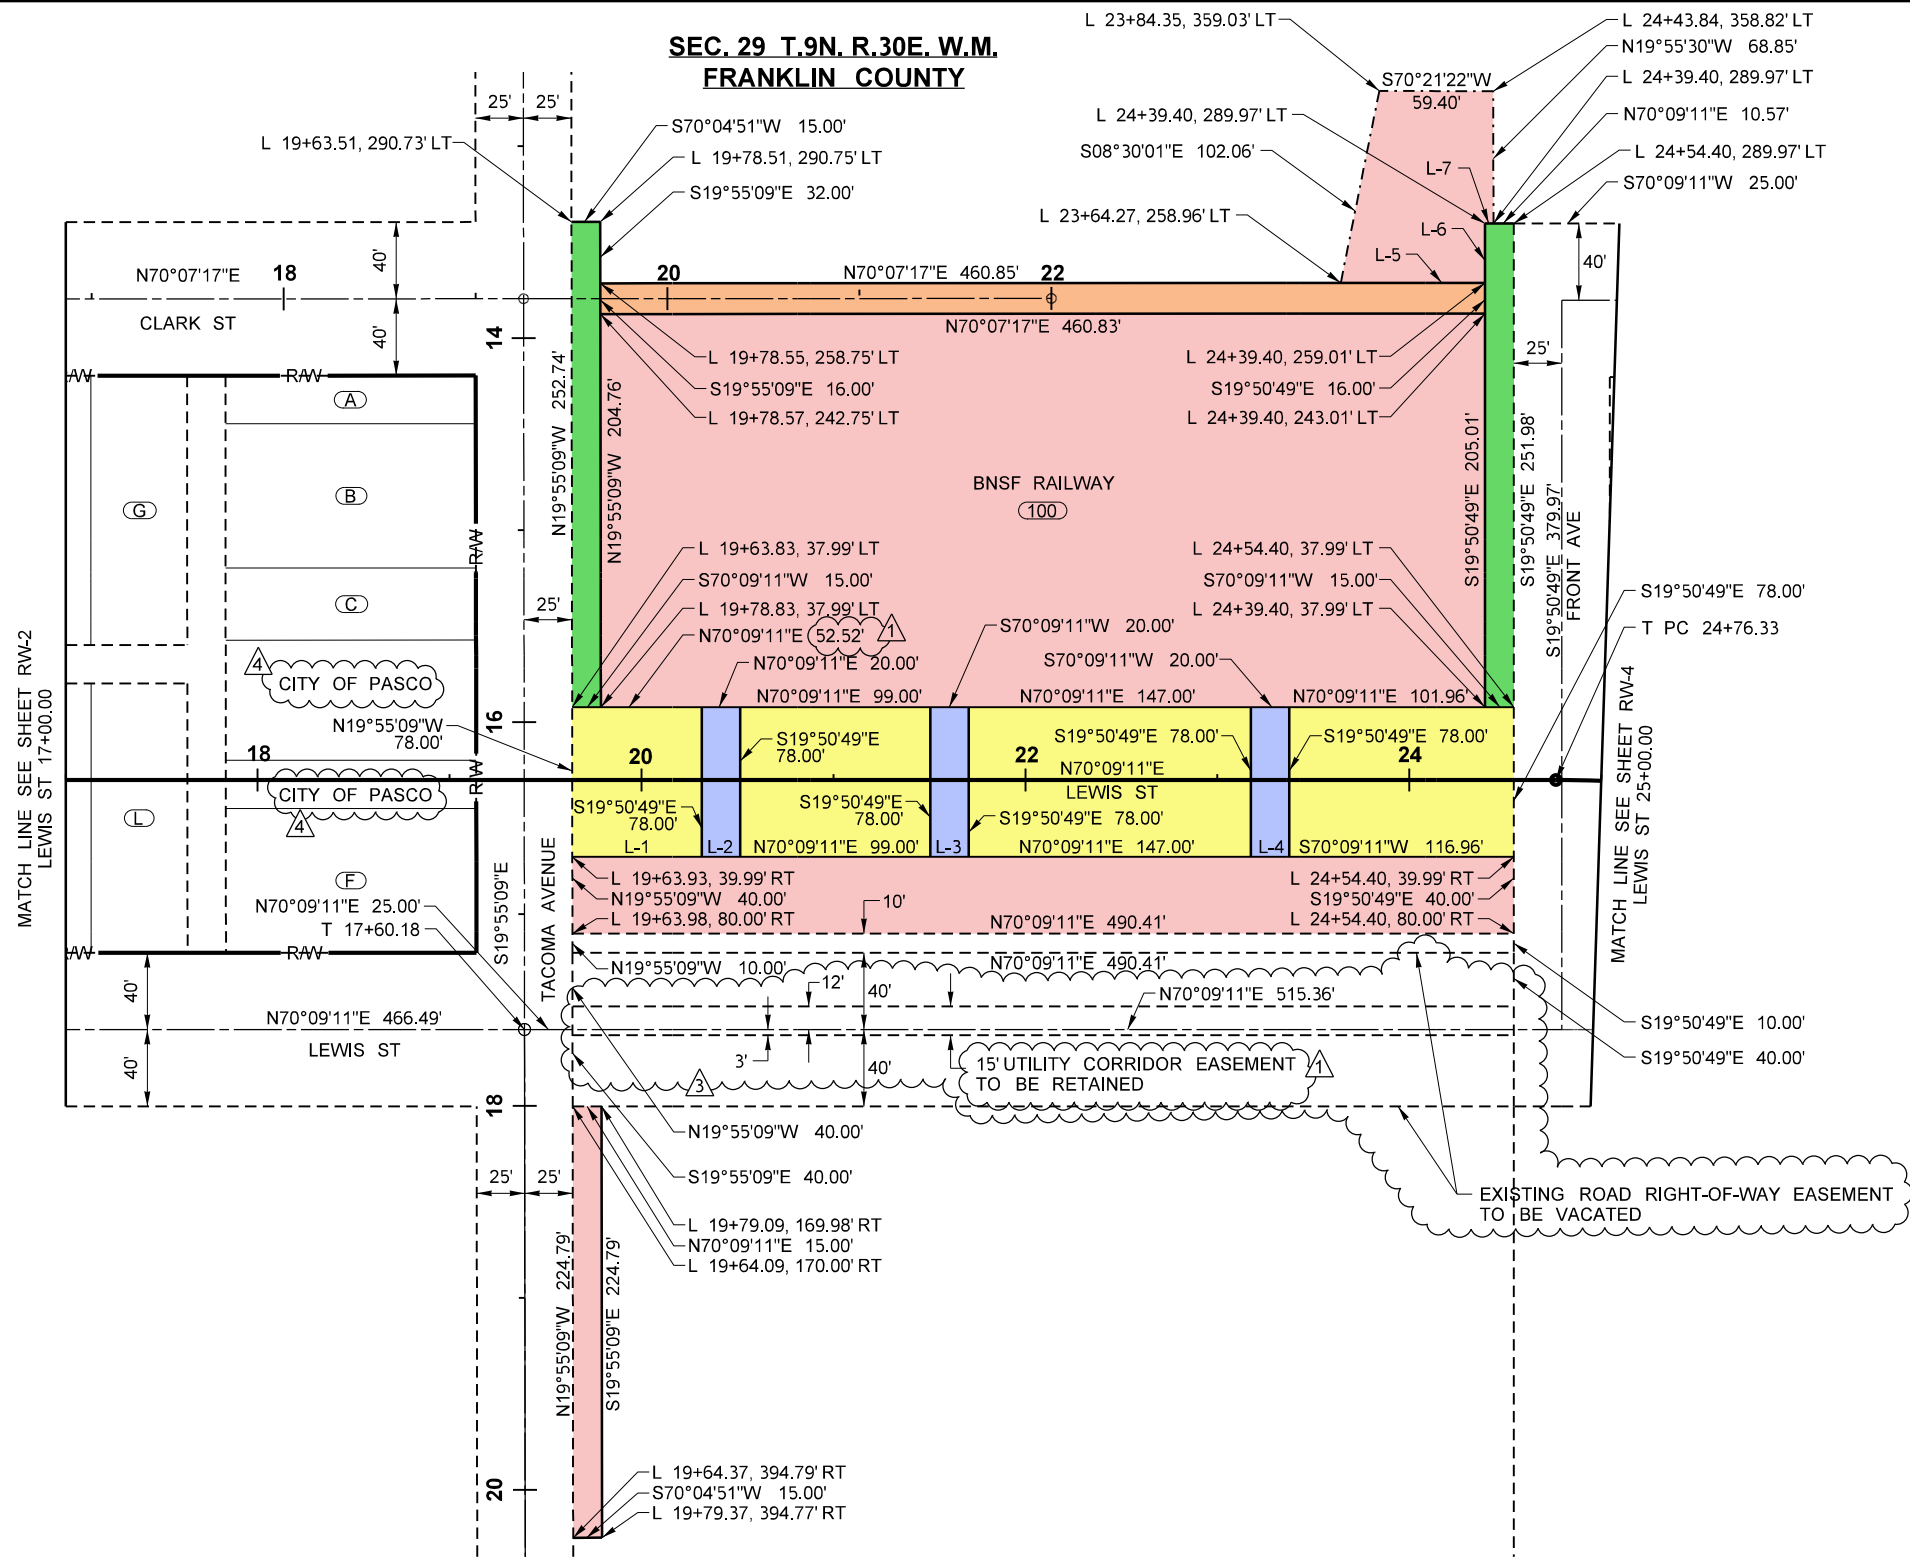 SEC. 29 T.9N. R.30E. W.M.
FRANKLIN COUNTY
L 23+84.35, 359.03' LT
L 24+43.84, 358.82' LT
N19°55'30"W 68.85'
S70°21'22"W
59.40'
L 24+39.40, 289.97' LT
L 24+39.40, 289.97' LT
N70°09'11"E 10.57'
S08°30'01"E 102.06'
L 24+54.40, 289.97' LT
L-7
S70°09'11"W 25.00'
L 23+64.27, 258.96' LT
L-6
L-5
40'
25'
25'
L 19+63.51, 290.73' LT
S70°04'51"W 15.00'
L 19+78.51, 290.75' LT
S19°55'09"E 32.00'
40'
N70°07'17"E
18
20
N70°07'17"E 460.85'
22
CLARK ST
40'
14
N70°07'17"E 460.83'
L 19+78.55, 258.75' LT
S19°55'09"E 16.00'
L 19+78.57, 242.75' LT
L 24+39.40, 259.01' LT
S19°50'49"E 16.00'
L 24+39.40, 243.01' LT
25'
R/W
R/W
A
B
G
C
R/W
N19°55'09"W 252.74'
N19°55'09"W 204.76'
BNSF RAILWAY
100
S19°50'49"E 205.01'
S19°50'49"E 251.98'
S19°50'49"E 379.97'
FRONT AVE
L 19+63.83, 37.99' LT
S70°09'11"W 15.00'
L 19+78.83, 37.99' LT
N70°09'11"E 52.52'
1
25'
L 24+54.40, 37.99' LT
S70°09'11"W 15.00'
L 24+39.40, 37.99' LT
S70°09'11"W 20.00'
N70°09'11"E 20.00'
S70°09'11"W 20.00'
S19°50'49"E 78.00'
T PC 24+76.33
4
CITY OF PASCO
N70°09'11"E 99.00'
N70°09'11"E 147.00'
N70°09'11"E 101.96'
N19°55'09"W
78.00'
16
18
S19°50'49"E
78.00'
20
22
S19°50'49"E 78.00'
S19°50'49"E 78.00'
24
N70°09'11"E
LEWIS ST
R/W
CITY OF PASCO
4
L
F
S19°50'49"E
78.00'
S19°50'49"E
78.00'
S19°50'49"E 78.00'
L-1
L-2
N70°09'11"E 99.00'
L-3
N70°09'11"E 147.00'
L-4
S70°09'11"W 116.96'
MATCH LINE SEE SHEET RW-2
LEWIS ST 17+00.00
MATCH LINE SEE SHEET RW-4
LEWIS ST 25+00.00
L 19+63.93, 39.99' RT
N19°55'09"W 40.00'
L 19+63.98, 80.00' RT
L 24+54.40, 39.99' RT
S19°50'49"E 40.00'
L 24+54.40, 80.00' RT
10'
N70°09'11"E 490.41'
N70°09'11"E 25.00'
T 17+60.18
S19°55'09"E
TACOMA AVENUE
R/W
R/W
N19°55'09"W 10.00'
N70°09'11"E 490.41'
12'
40'
N70°09'11"E 515.36'
40'
N70°09'11"E 466.49'
LEWIS ST
40'
S19°50'49"E 10.00'
S19°50'49"E 40.00'
3'
40'
15' UTILITY CORRIDOR EASEMENT
TO BE RETAINED
1
3
18
N19°55'09"W 40.00'
S19°55'09"E 40.00'
25'
25'
EXISTING ROAD RIGHT-OF-WAY EASEMENT
TO BE VACATED
L 19+79.09, 169.98' RT
N70°09'11"E 15.00'
L 19+64.09, 170.00' RT
N19°55'09"W 224.79'
S19°55'09"E 224.79'
20
L 19+64.37, 394.79' RT
S70°04'51"W 15.00'
L 19+79.37, 394.77' RT